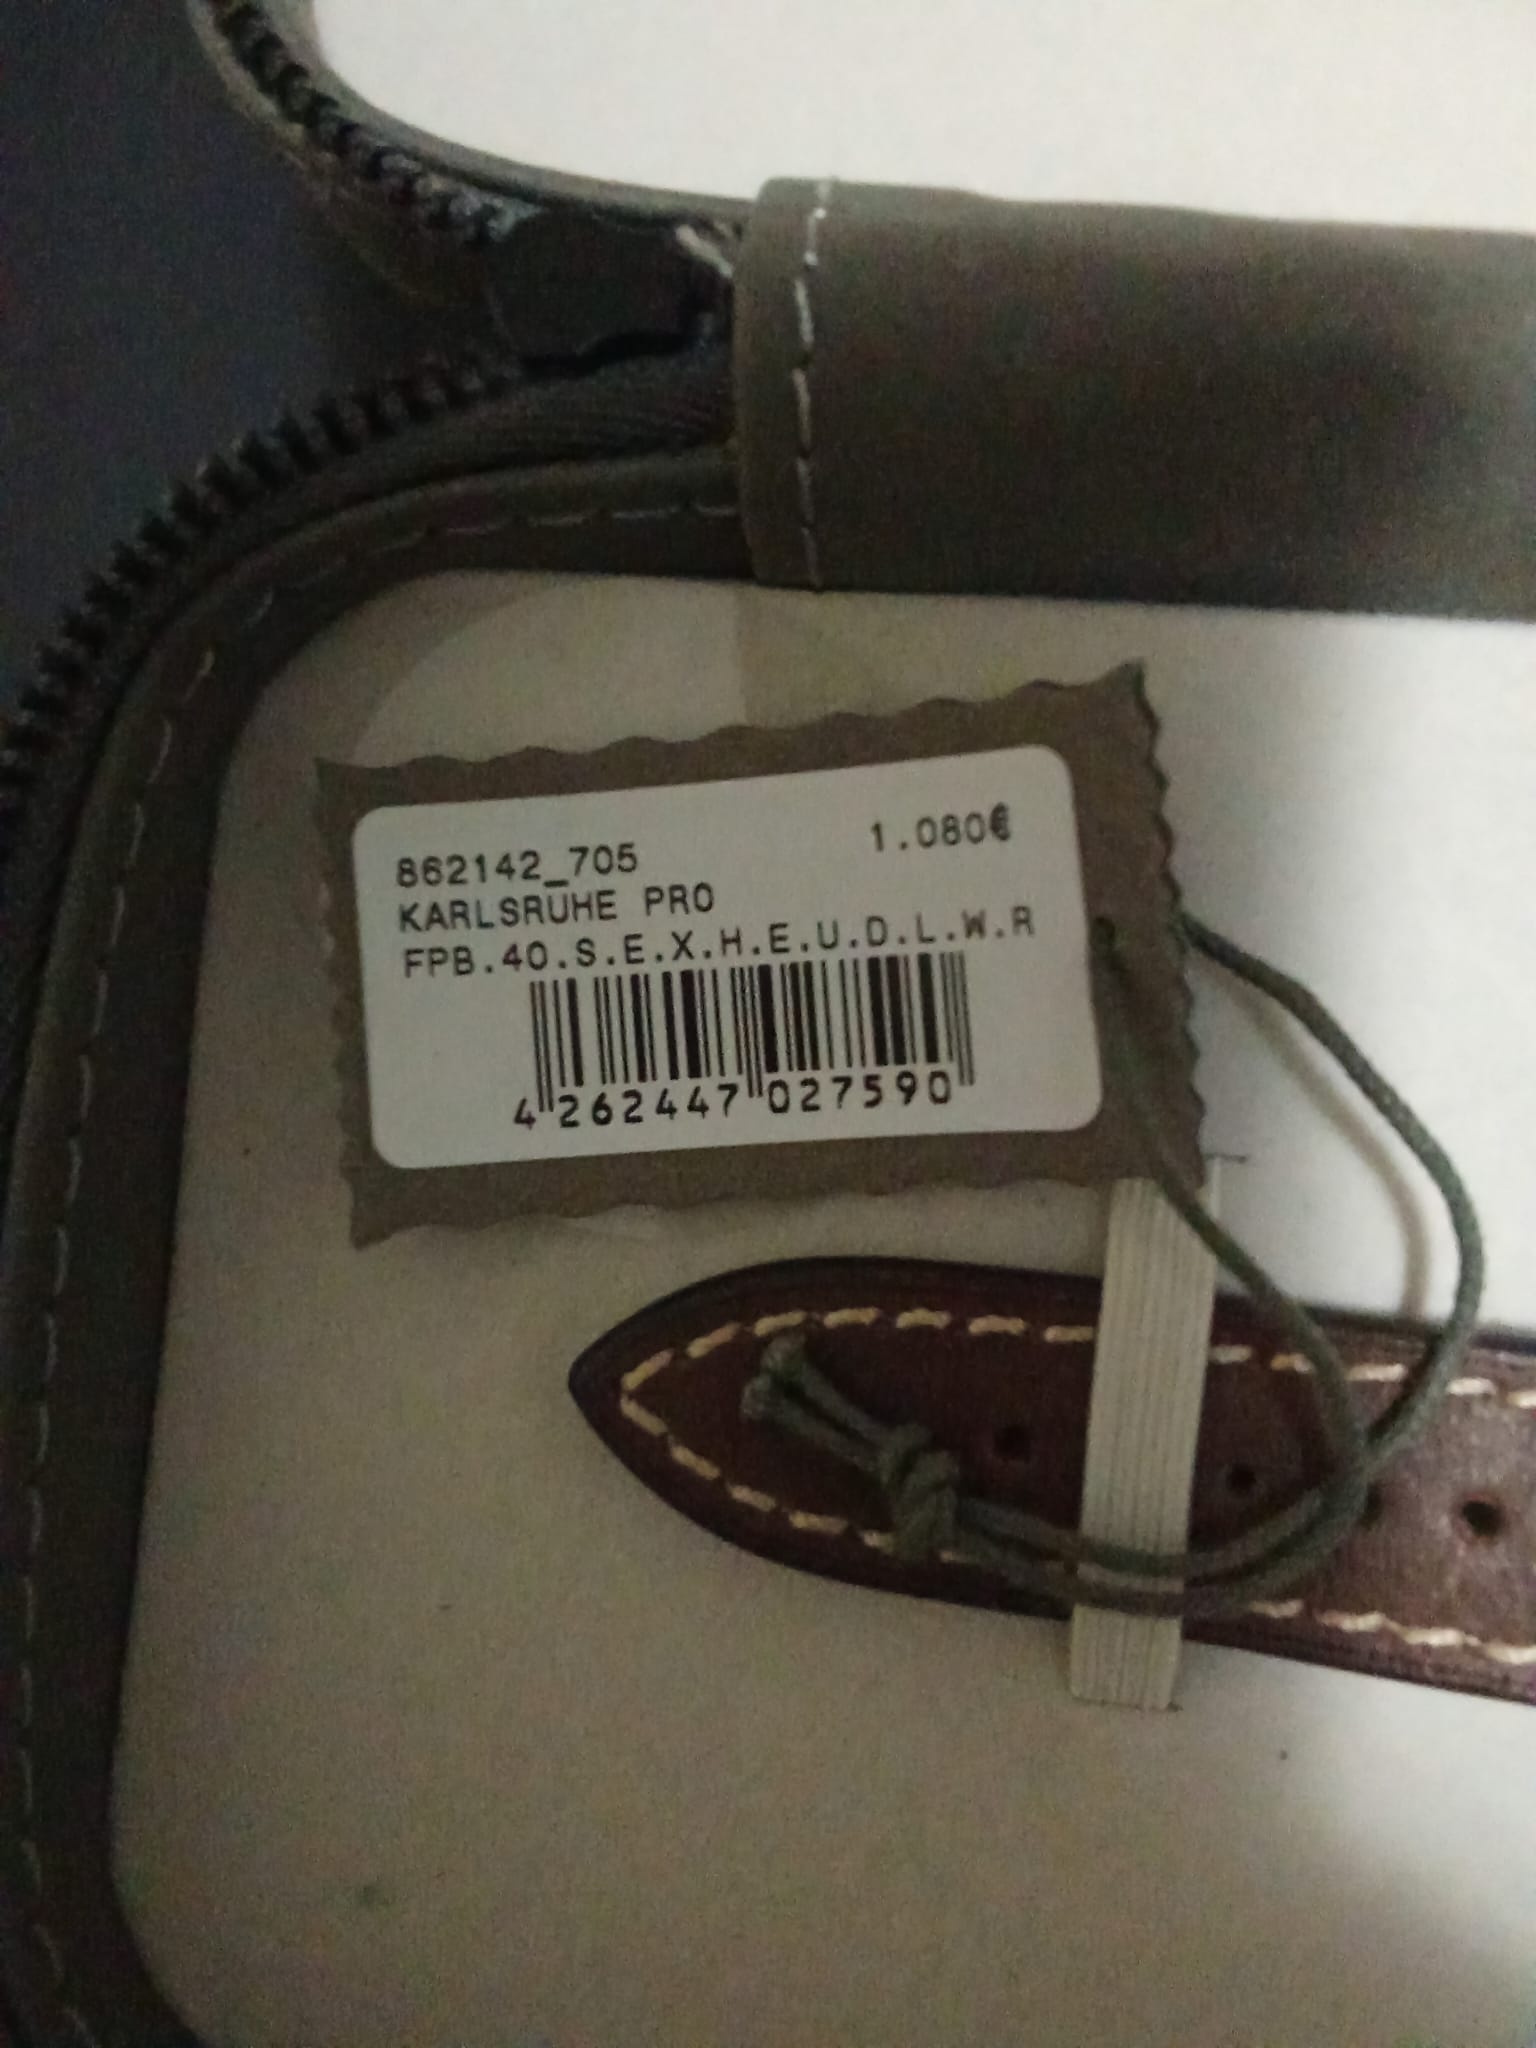 862142_705 1.080€
KARLSRUHE PRO
FPB.40.S.E.X.H.E.U.D.L.W.R
4 262447 027590